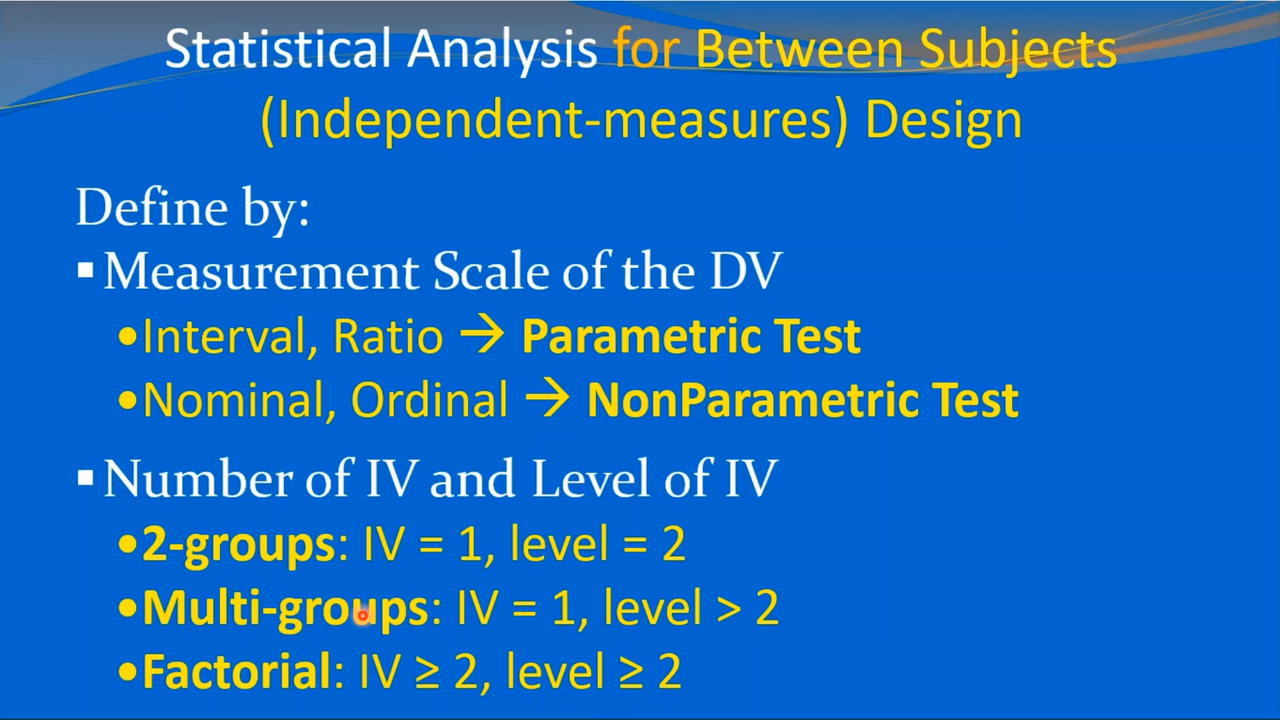 Statistical Analysis for Between Subjects
(Independent-measures) Design
Define by:
▪Measurement Scale of the DV
•Interval, Ratio → Parametric Test
•Nominal, Ordinal → NonParametric Test
▪Number of IV and Level of IV
•2-groups: IV = 1, level = 2
•Multi-groups: IV = 1, level > 2
•Factorial: IV ≥ 2, level ≥ 2